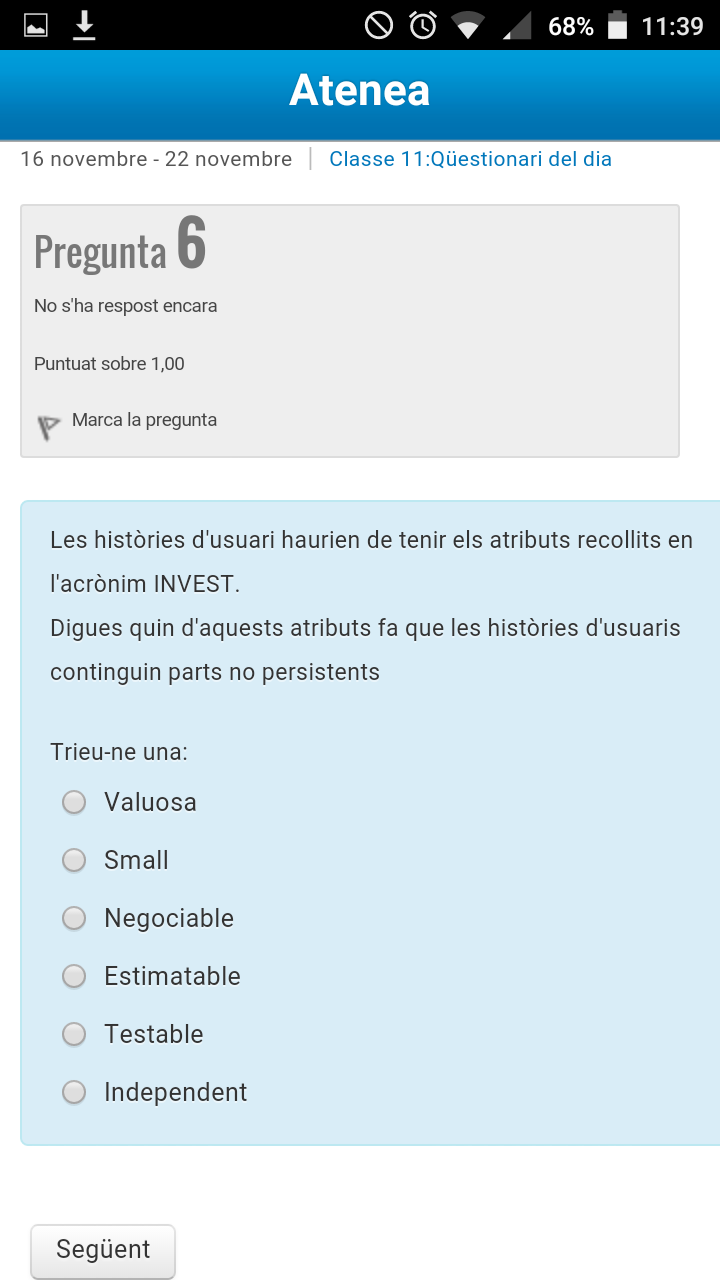 68% 11:39
Atenea
16 novembre - 22 novembre | Classe 11:Qüestionari del dia
Pregunta 6
No s'ha respost encara
Puntuat sobre 1,00
Marca la pregunta
Les històries d'usuari haurien de tenir els atributs recollits en
l'acrònim INVEST.
Digues quin d'aquests atributs fa que les històries d'usuaris
continguin parts no persistents
Trieu-ne una:
Valuosa
Small
Negociable
Estimatable
Testable
Independent
Següent